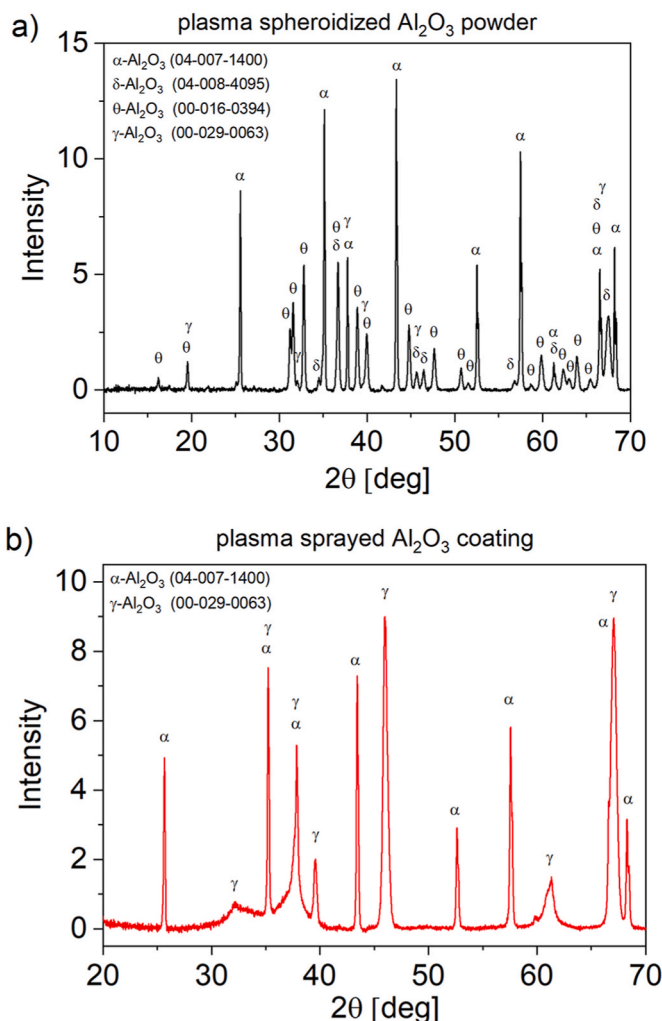 a)
plasma spheroidized Al₂O₃ powder
α-Al₂O₃ (04-007-1400)
δ-Al₂O₃ (04-008-4095)
θ-Al₂O₃ (00-016-0394)
γ-Al₂O₃ (00-029-0063)
Intensity
15
10
5
0
θ
γ
θ
α
θ
θ
γ
θ
δ
α
θ
δ
γ
α
θ
γ
θ
α
θ
γ
δ
δ
θ
θ
θ
α
δ
α
θ
θ
α
δ
θ
θ
θ
θ
γ
δ
θ
α
δ
α
10 20 30 40 50 60 70
2θ [deg]
b)
plasma sprayed Al₂O₃ coating
α-Al₂O₃ (04-007-1400)
γ-Al₂O₃ (00-029-0063)
Intensity
10
8
6
4
2
0
α
γ
γ
α
γ
α
γ
α
γ
α
α
γ
γ
α
α
20 30 40 50 60 70
2θ [deg]